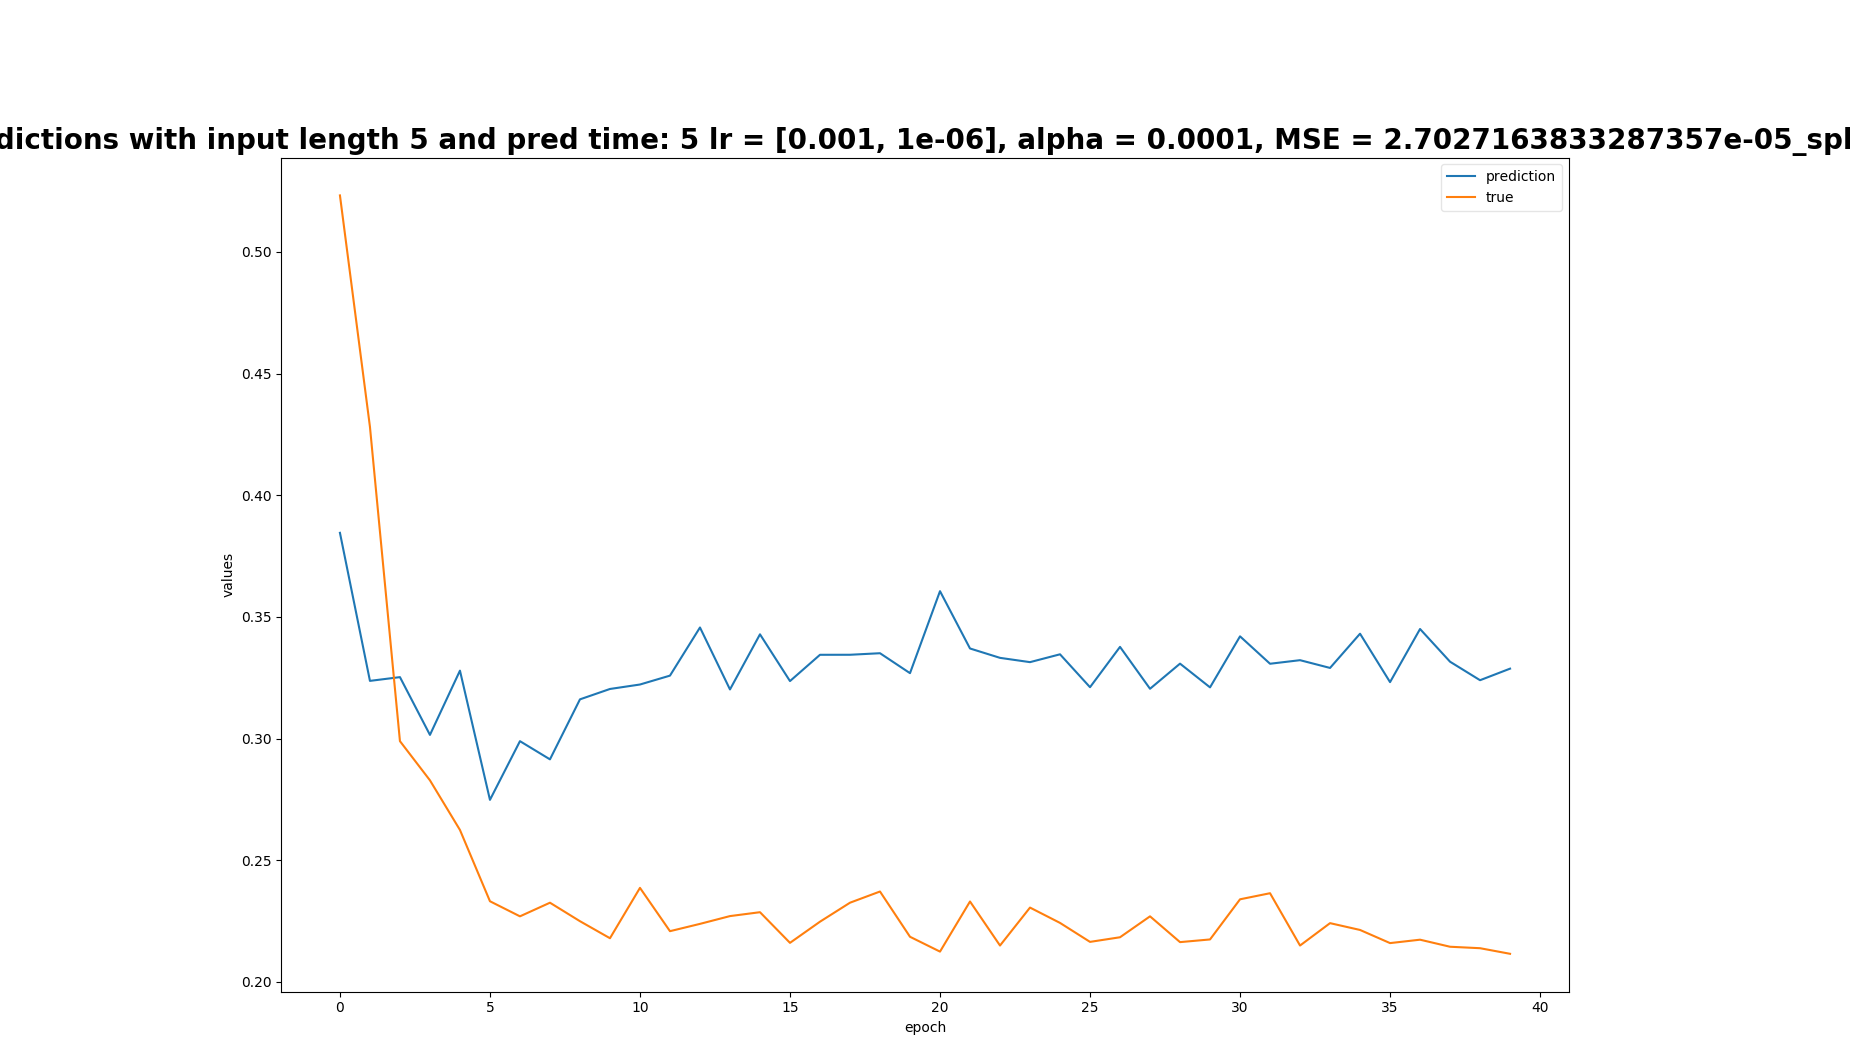 dictions with input length 5 and pred time: 5 lr = [0.001, 1e-06], alpha = 0.0001, MSE = 2.7027163833287357e-05_spl
prediction
true
0.50
0.45
0.40
0.35
0.30
0.25
0.20
values
0 5 10 15 20 25 30 35 40
epoch